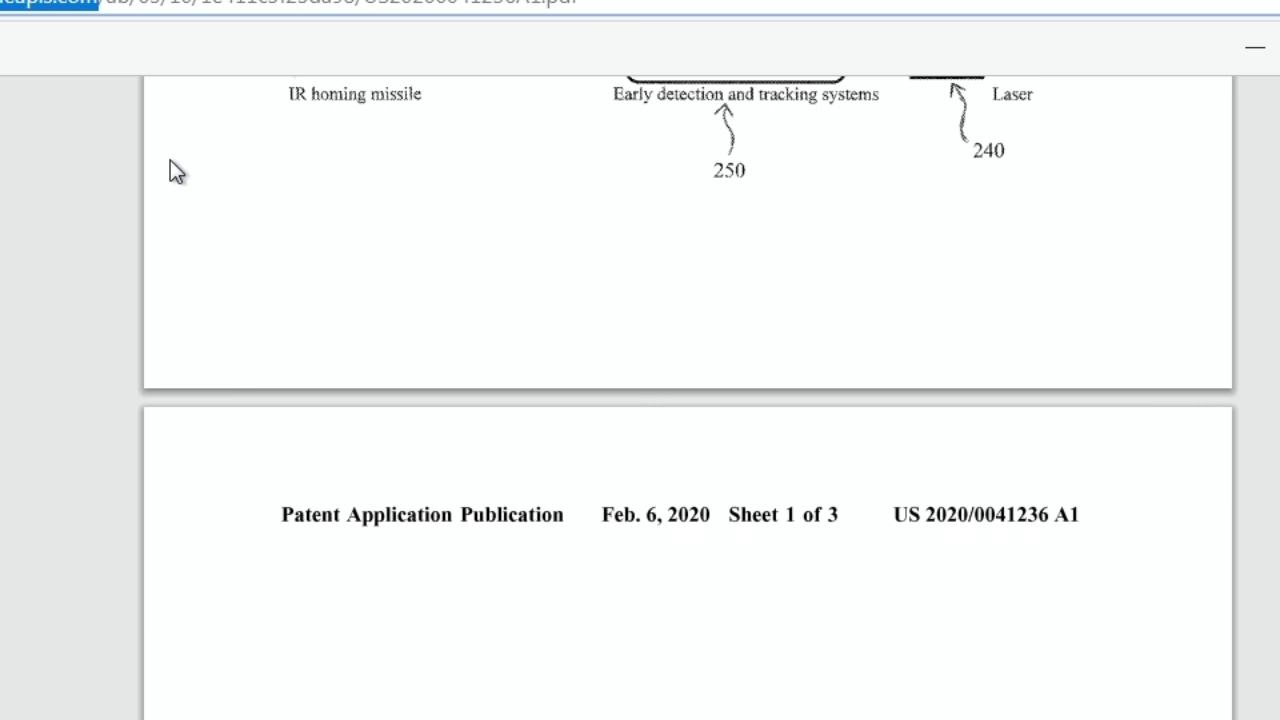 IR homing missile
Early detection and tracking systems
Laser
250
240
Patent Application Publication Feb. 6, 2020 Sheet 1 of 3 US 2020/0041236 A1